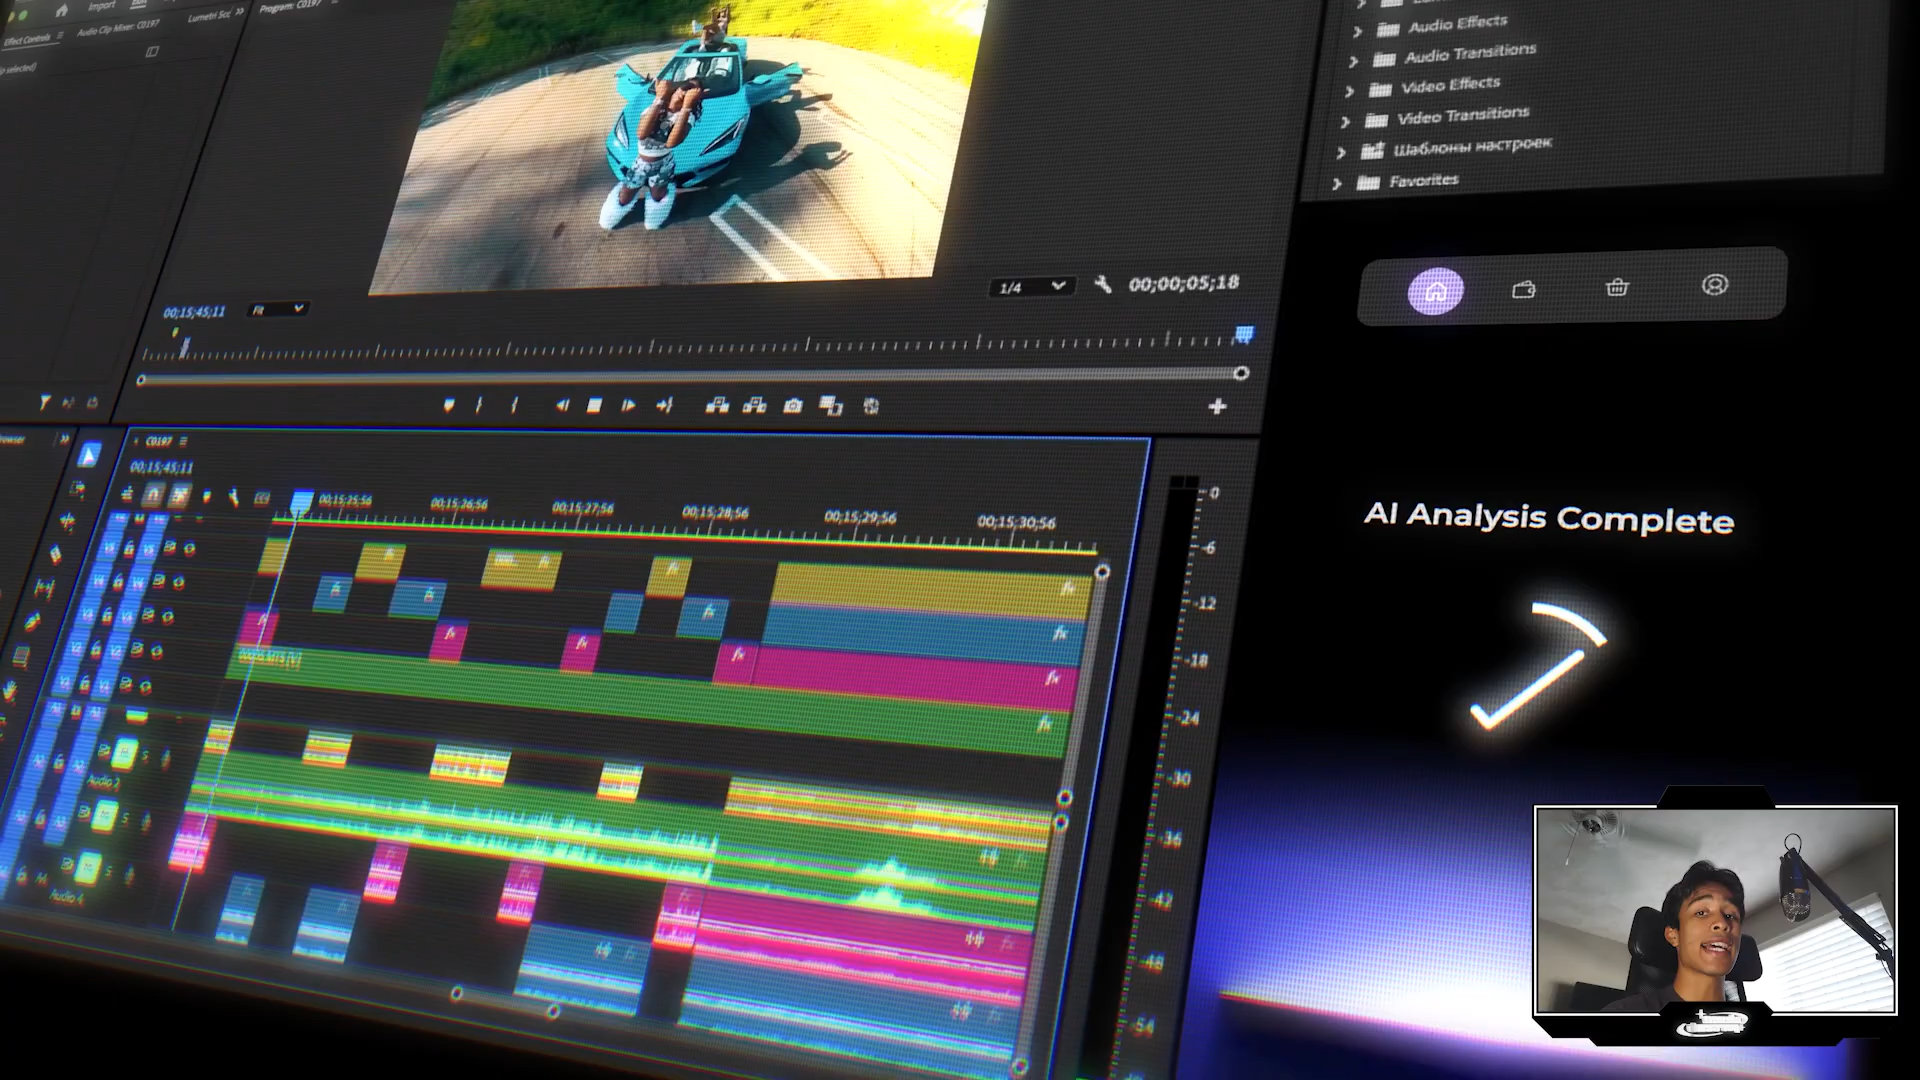 Import
Effect Controls
Audio Clip Mixer: C0197
Program: C0197
Audio Effects
Audio Transitions
Video Effects
Video Transitions
Шаблоны настроек
Favorites
00;15;45;11
Fit
1/4
00;00;05;18
C0197
00;15;45;11
00;15;25;56
00;15;26;56
00;15;27;56
00;15;28;56
00;15;29;56
00;15;30;56
0
-6
-12
-18
-24
-30
-36
-42
-48
-54
Audio 2
Audio 4
AI Analysis Complete